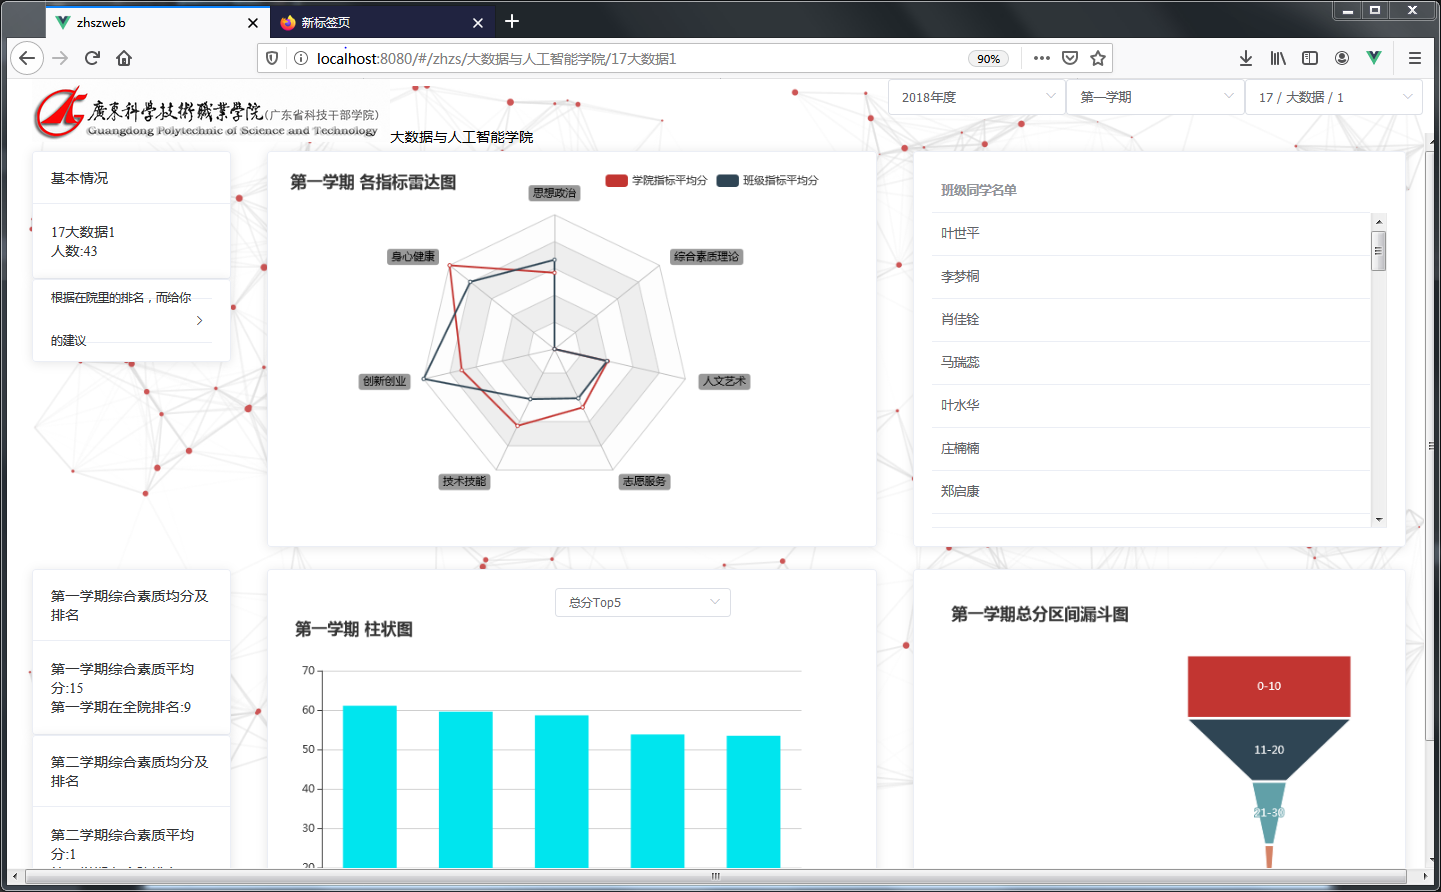 zhszweb
新标签页
localhost:8080/#/zhzs/大数据与人工智能学院/17大数据1
90%
廣東科學技術職業學院(广东省科技干部学院)
Guangdong Polytechnic of Science and Technology
大数据与人工智能学院
2018年度
第一学期
17 / 大数据 / 1
基本情况
17大数据1
人数:43
根据在院里的排名，而给你
的建议
第一学期 各指标雷达图
学院指标平均分
班级指标平均分
思想政治
身心健康
综合素质理论
创新创业
人文艺术
技术技能
志愿服务
班级同学名单
叶世平
李梦桐
肖佳铨
马瑞蕊
叶水华
庄楠楠
郑启康
第一学期综合素质均分及
排名
第一学期综合素质平均
分:15
第一学期在全院排名:9
第二学期综合素质均分及
排名
第二学期综合素质平均
分:1
总分Top5
第一学期 柱状图
70
60
50
40
30
20
第一学期总分区间漏斗图
0-10
11-20
21-30